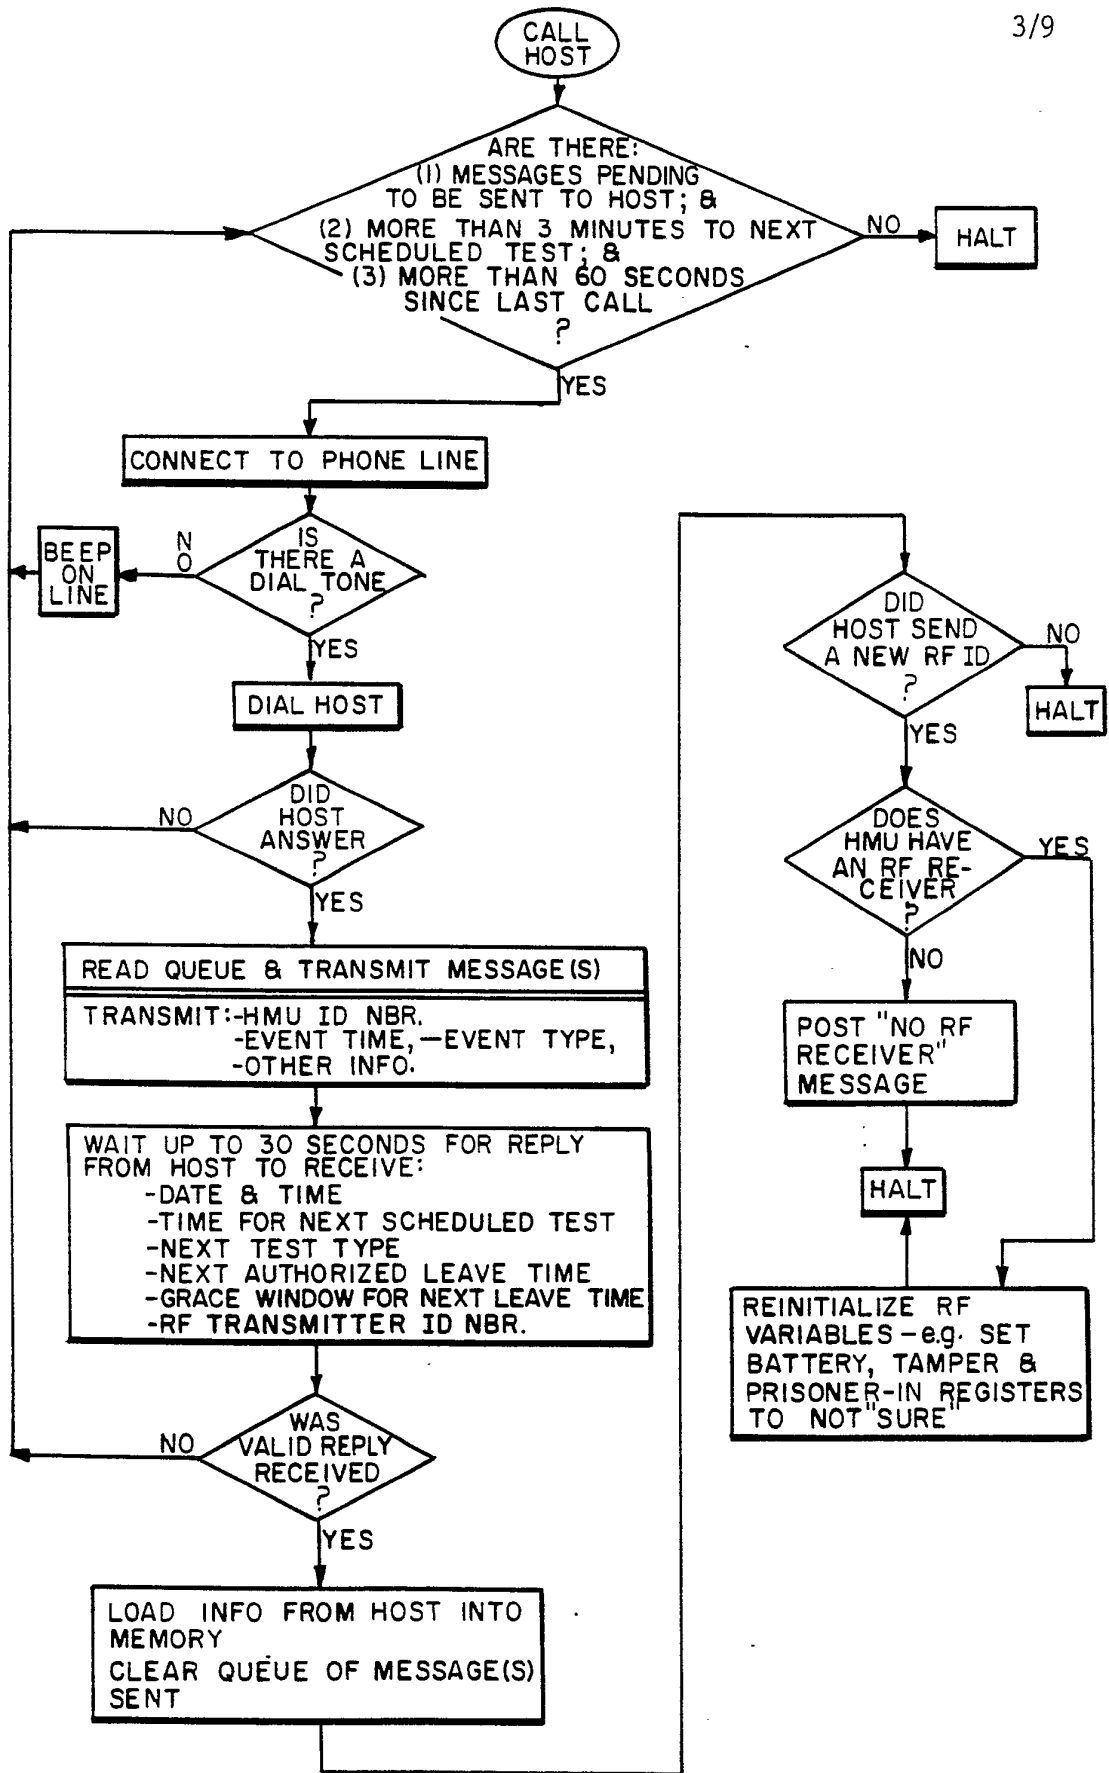 3/9
CALL
HOST
ARE THERE:
(1) MESSAGES PENDING
TO BE SENT TO HOST; &
(2) MORE THAN 3 MINUTES TO NEXT
SCHEDULED TEST; &
(3) MORE THAN 60 SECONDS
SINCE LAST CALL
?
NO
HALT
YES
CONNECT TO PHONE LINE
IS
THERE A
DIAL TONE
?
NO
BEEP
ON
LINE
YES
DIAL HOST
DID
HOST
ANSWER
?
NO
YES
READ QUEUE & TRANSMIT MESSAGE(S)
TRANSMIT:-HMU ID NBR.
-EVENT TIME, —EVENT TYPE,
-OTHER INFO.
WAIT UP TO 30 SECONDS FOR REPLY
FROM HOST TO RECEIVE:
-DATE & TIME
-TIME FOR NEXT SCHEDULED TEST
-NEXT TEST TYPE
-NEXT AUTHORIZED LEAVE TIME
-GRACE WINDOW FOR NEXT LEAVE TIME
-RF TRANSMITTER ID NBR.
WAS
VALID REPLY
RECEIVED
?
NO
YES
LOAD INFO FROM HOST INTO
MEMORY
CLEAR QUEUE OF MESSAGE(S)
SENT
DID
HOST SEND
A NEW RF ID
?
NO
HALT
YES
DOES
HMU HAVE
AN RF RE-
CEIVER
?
YES
NO
POST "NO RF
RECEIVER"
MESSAGE
HALT
REINITIALIZE RF
VARIABLES – e.g. SET
BATTERY, TAMPER &
PRISONER-IN REGISTERS
TO NOT "SURE"